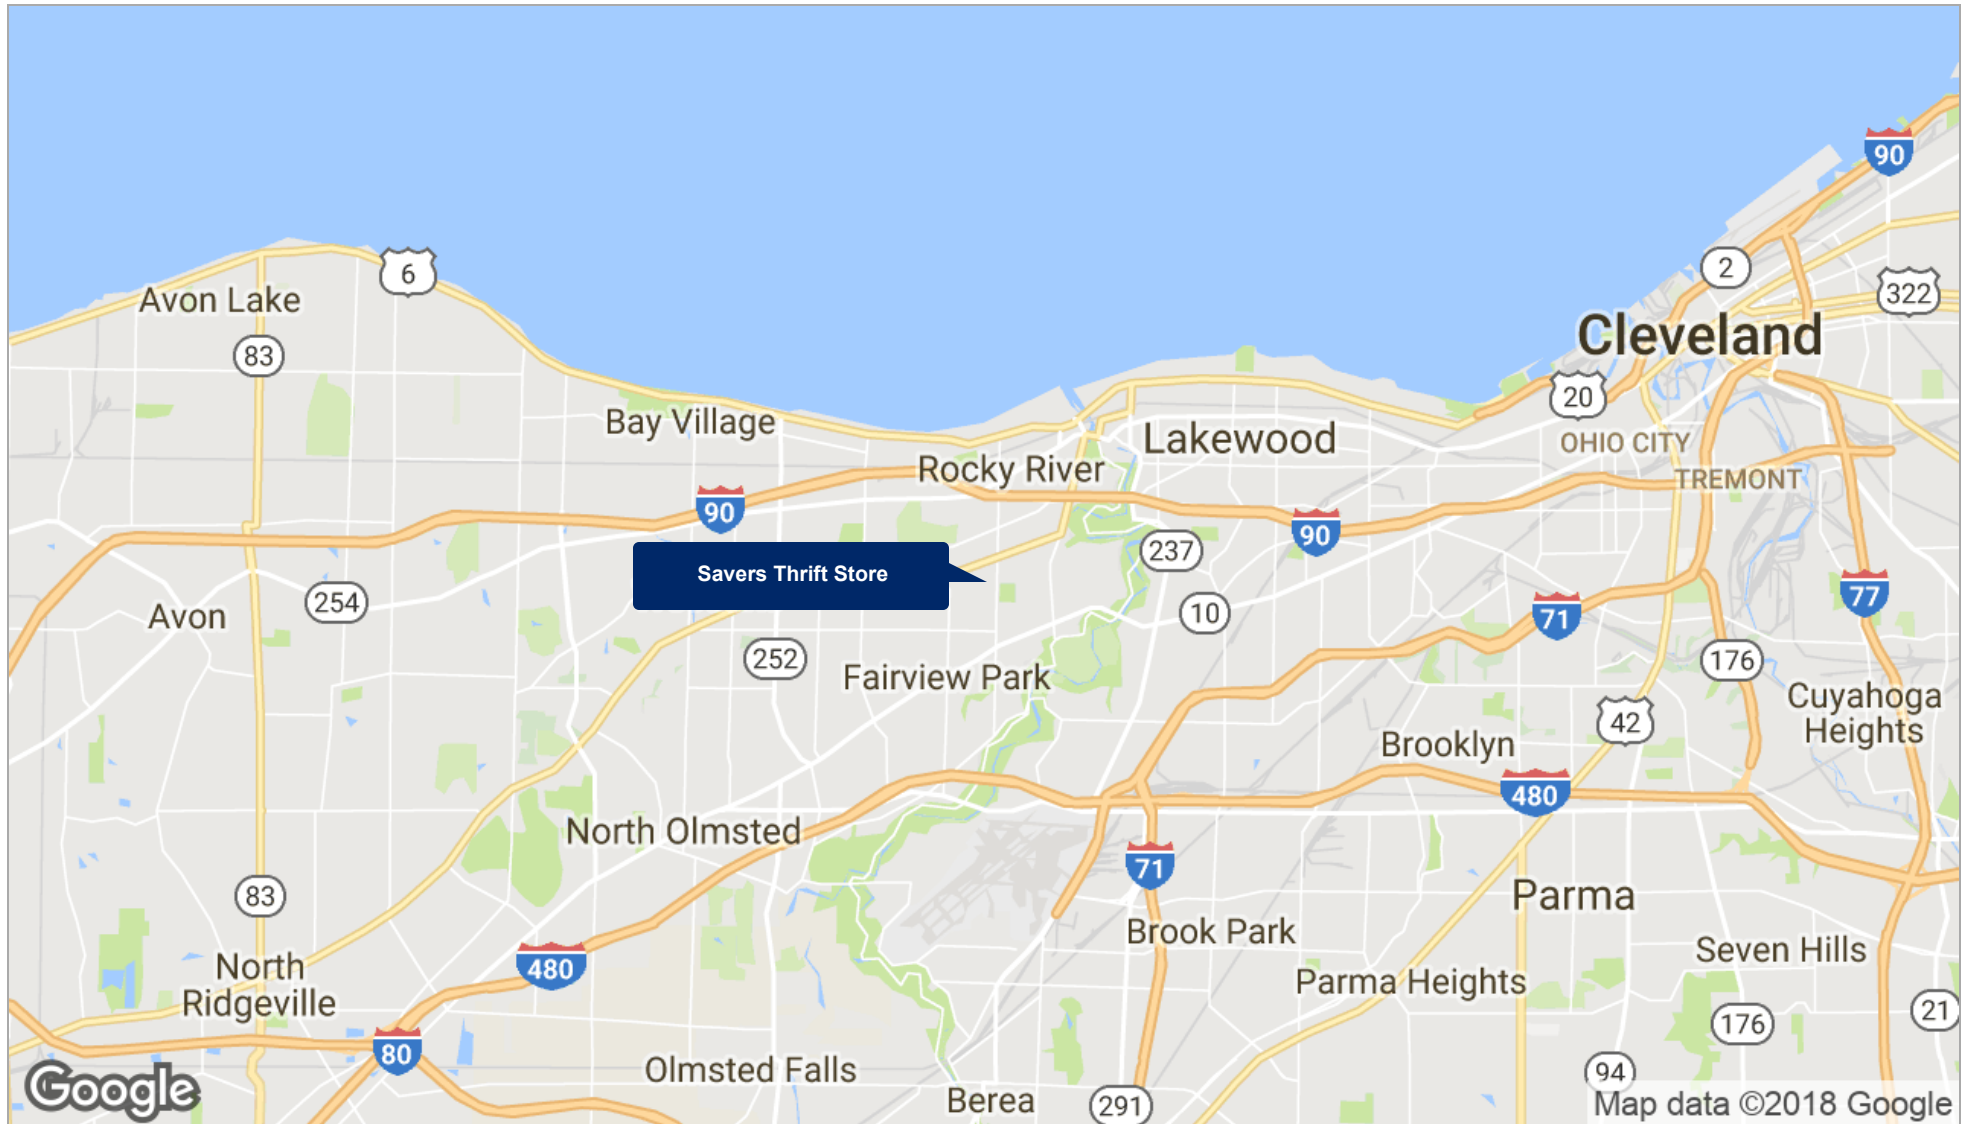 90
2
6
322
Avon Lake
Cleveland
83
20
Bay Village
Lakewood
OHIO CITY
Rocky River
TREMONT
90
90
237
Savers Thrift Store
77
254
10
71
Avon
252
176
Fairview Park
Cuyahoga
Heights
42
Brooklyn
480
North Olmsted
71
83
Parma
Brook Park
Seven Hills
480
North
Ridgeville
Parma Heights
21
176
80
Olmsted Falls
94
Google
Berea
291
Map data ©2018 Google